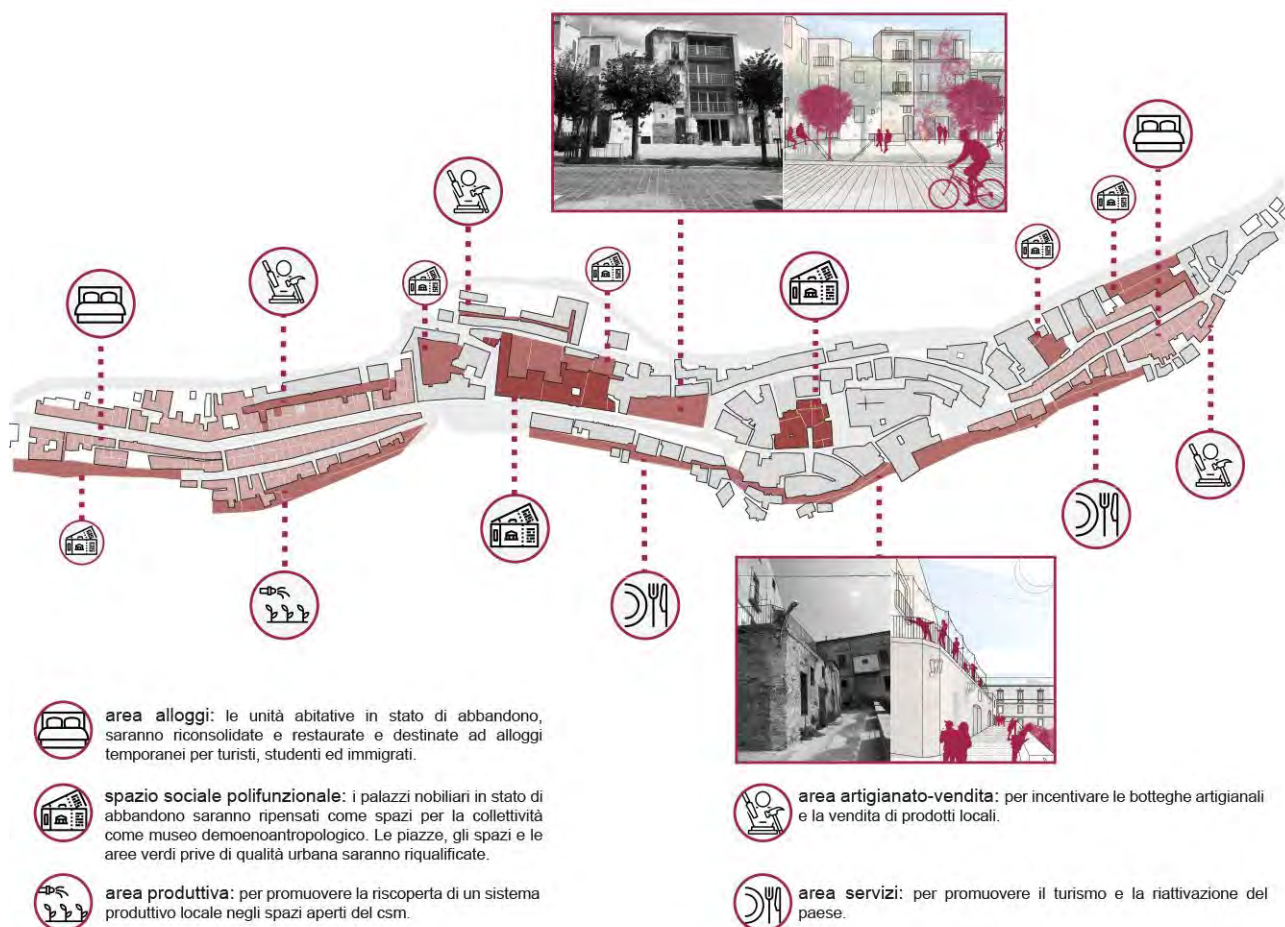 area alloggi: le unità abitative in stato di abbandono,
saranno riconsolidate e restaurate e destinate ad alloggi
temporanei per turisti, studenti ed immigrati.
spazio sociale polifunzionale: i palazzi nobiliari in stato di
abbandono saranno ripensati come spazi per la collettività
come museo demoenoantropologico. Le piazze, gli spazi e le
aree verdi prive di qualità urbana saranno riqualificate.
area produttiva: per promuovere la riscoperta di un sistema
produttivo locale negli spazi aperti del csm.
area artigianato-vendita: per incentivare le botteghe artigianali
e la vendita di prodotti locali.
area servizi: per promuovere il turismo e la riattivazione del
paese.